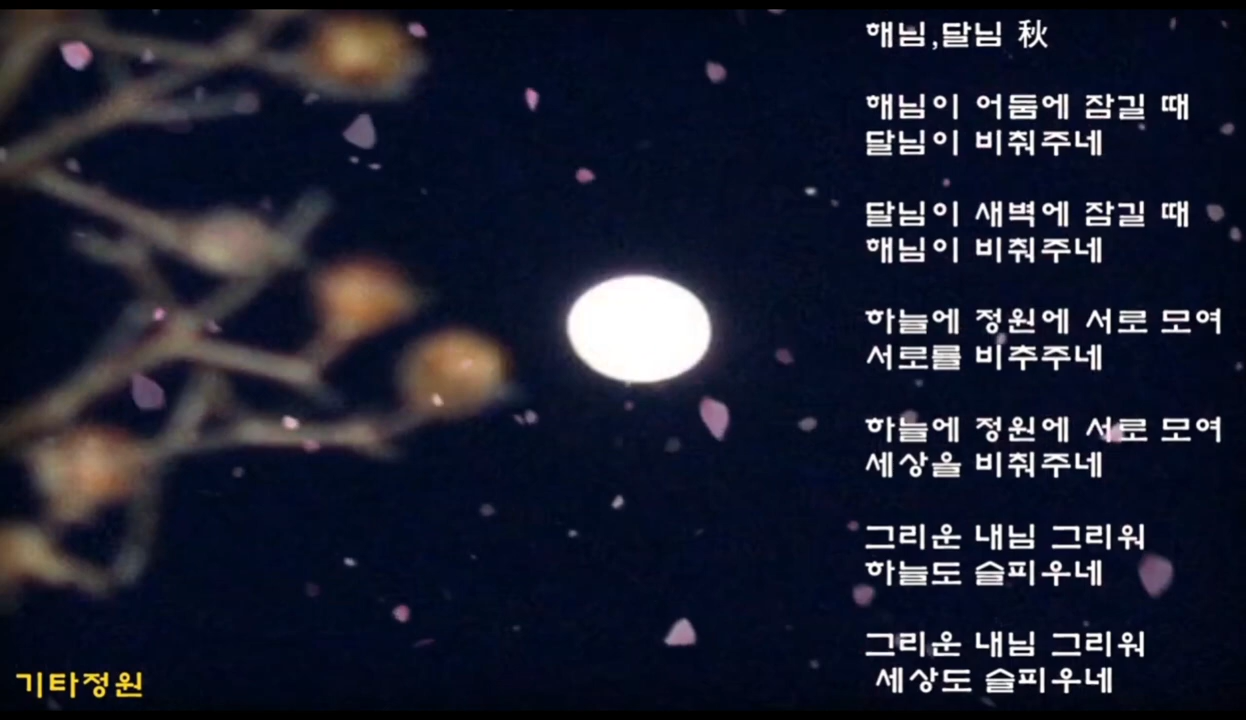 해님,달님 秋
해님이 어둠에 잠길 때
달님이 비춰주네
달님이 새벽에 잠길 때
해님이 비춰주네
하늘에 정원에 서로 모여
서로를 비추주네
하늘에 정원에 서로 모여
세상을 비춰주네
그리운 내님 그리워
하늘도 슬피우네
그리운 내님 그리워
세상도 슬피우네
기타정원